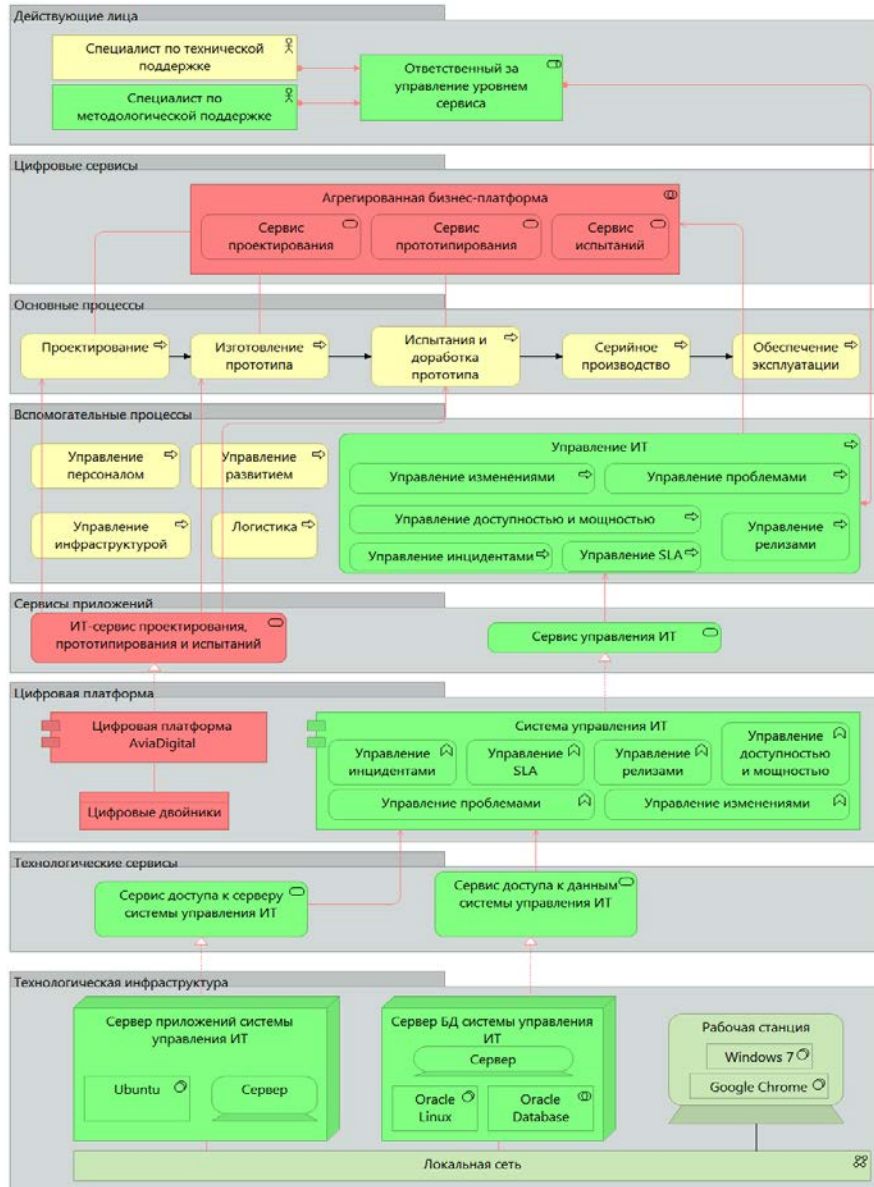 Действующие лица
Специалист по технической
поддержке
Специалист по
методологической поддержке
Ответственный за
управление уровнем
сервиса
Цифровые сервисы
Агрегированная бизнес-платформа
Сервис
проектирования
Сервис
прототипирования
Сервис
испытаний
Основные процессы
Проектирование
Изготовление
прототипа
Испытания и
доработка
прототипа
Серийное
производство
Обеспечение
эксплуатации
Вспомогательные процессы
Управление
персоналом
Управление
развитием
Управление
инфраструктурой
Логистика
Управление ИТ
Управление изменениями
Управление проблемами
Управление доступностью и мощностью
Управление
релизами
Управление инцидентами
Управление SLA
Сервисы приложений
ИТ-сервис проектирования,
прототипирования и испытаний
Сервис управления ИТ
Цифровая платформа
Цифровая платформа
AviaDigital
Цифровые двойники
Система управления ИТ
Управление
инцидентами
Управление
SLA
Управление
релизами
Управление
доступностью
и мощностью
Управление проблемами
Управление изменениями
Технологические сервисы
Сервис доступа к серверу
системы управления ИТ
Сервис доступа к данным
системы управления ИТ
Технологическая инфраструктура
Сервер приложений системы
управления ИТ
Ubuntu
Сервер
Сервер БД системы управления
ИТ
Сервер
Oracle
Linux
Oracle
Database
Рабочая станция
Windows 7
Google Chrome
Локальная сеть